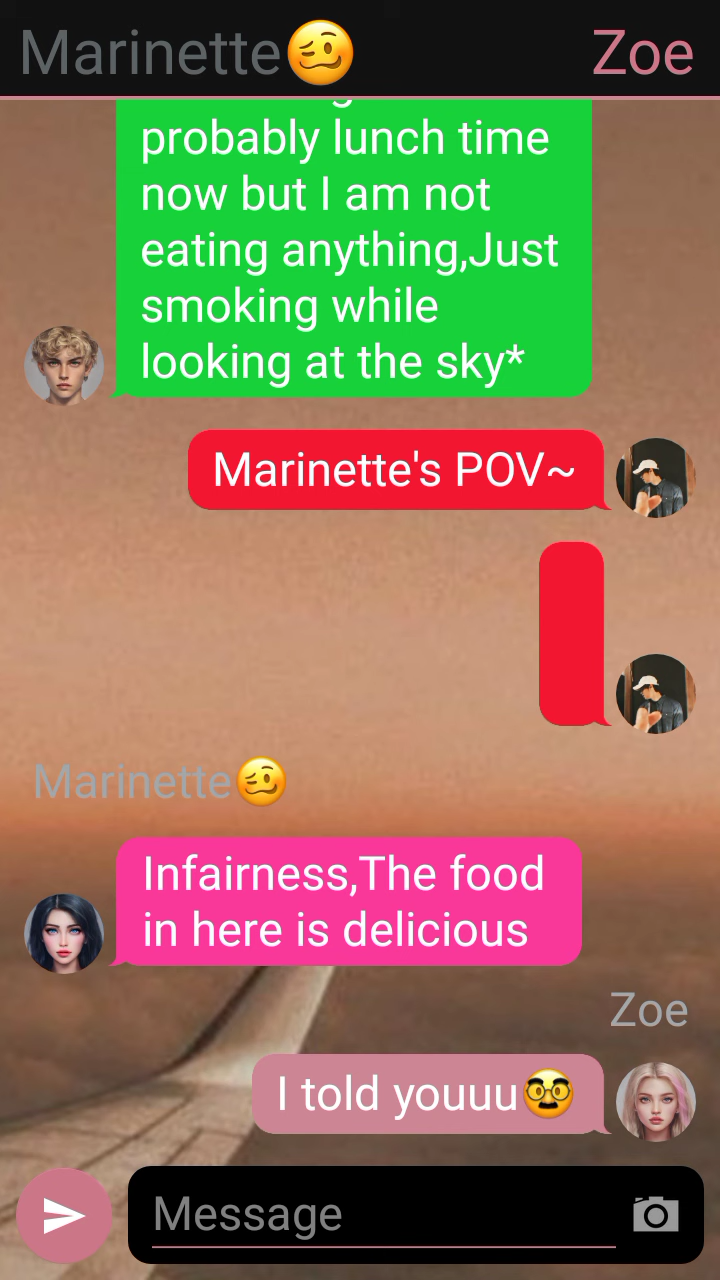 Marinette🥴 Zoe
probably lunch time
now but I am not
eating anything,Just
smoking while
looking at the sky*
Marinette's POV~
Marinette🥴
Infairness,The food
in here is delicious
Zoe
I told youuu🥸
Message